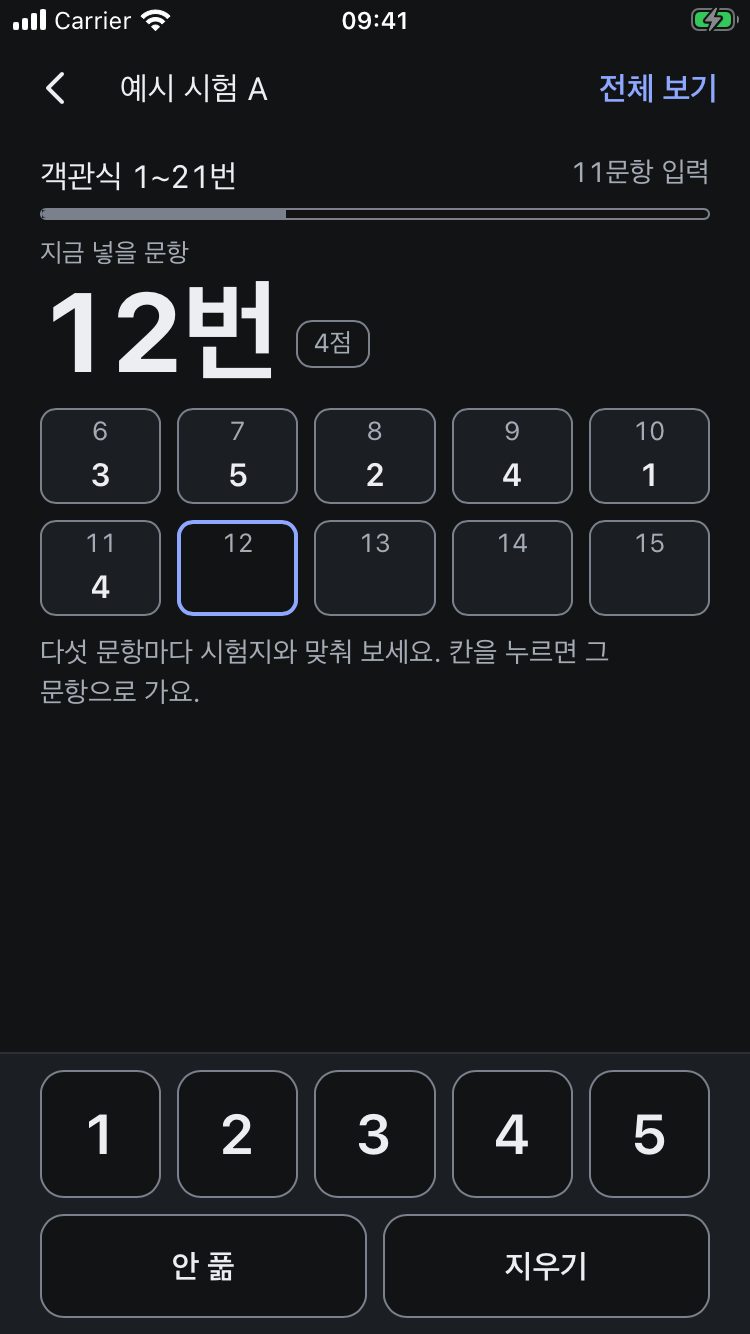 Carrier 09:41
예시 시험 A 전체 보기
객관식 1~21번 11문항 입력
지금 넣을 문항
12번 4점
6 7 8 9 10
3 5 2 4 1
11 12 13 14 15
4
다섯 문항마다 시험지와 맞춰 보세요. 칸을 누르면 그
문항으로 가요.
1 2 3 4 5
안 풂 지우기